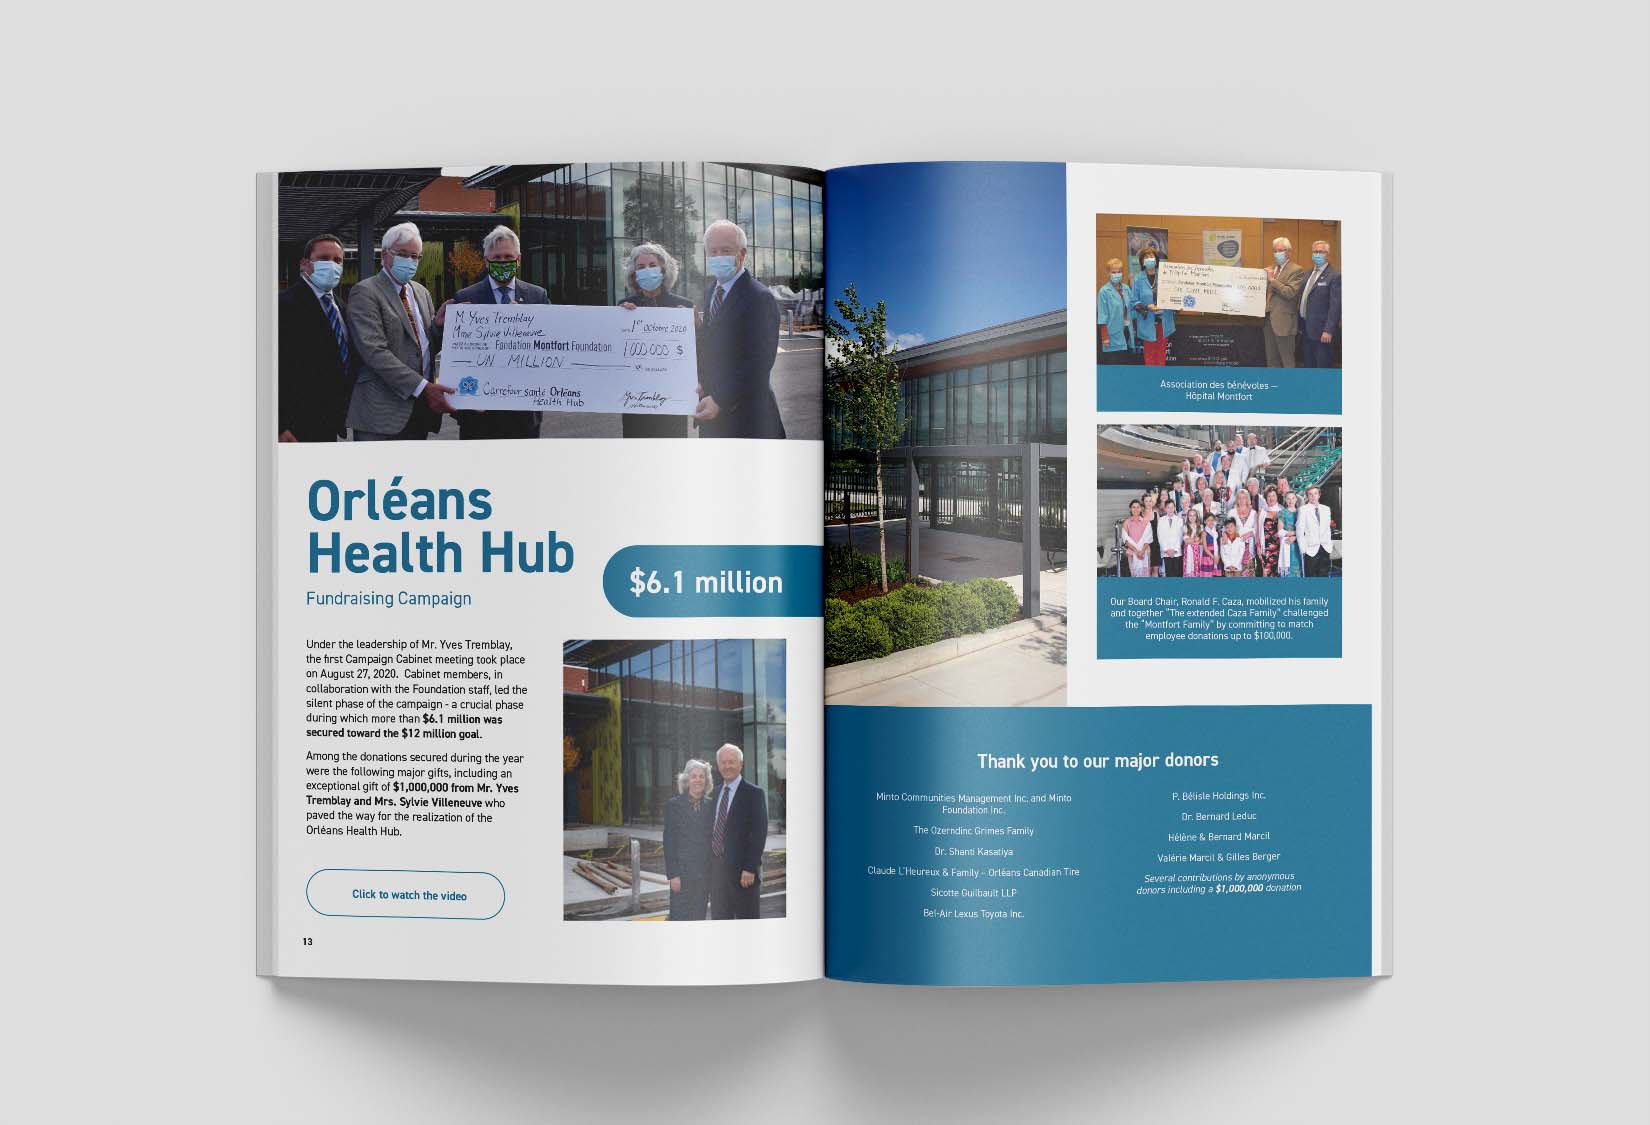 M. Yves Tremblay
Mme Sylvie Villeneuve
1er Octobre 2020
Fondation Montfort Foundation
1 000 000 $
UN MILLION
Carrefour santé Orléans
Health Hub
Orléans
Health Hub
Fundraising Campaign
$6.1 million
Under the leadership of Mr. Yves Tremblay,
the first Campaign Cabinet meeting took place
on August 27, 2020. Cabinet members, in
collaboration with the Foundation staff, led the
silent phase of the campaign - a crucial phase
during which more than $6.1 million was
secured toward the $12 million goal.
Among the donations secured during the year
were the following major gifts, including an
exceptional gift of $1,000,000 from Mr. Yves
Tremblay and Mrs. Sylvie Villeneuve who
paved the way for the realization of the
Orléans Health Hub.
Click to watch the video
13
Association des bénévoles —
Hôpital Montfort
Our Board Chair, Ronald F. Caza, mobilized his family
and together "The extended Caza Family" challenged
the "Montfort Family" by committing to match
employee donations up to $100,000.
Thank you to our major donors
Minto Communities Management Inc. and Minto
Foundation Inc.
The Ozerndinc Grimes Family
Dr. Shanti Kasatiya
Claude L'Heureux & Family – Orléans Canadian Tire
Sicotte Guilbault LLP
Bel-Air Lexus Toyota Inc.
P. Bélisle Holdings Inc.
Dr. Bernard Leduc
Hélène & Bernard Marcil
Valérie Marcil & Gilles Berger
Several contributions by anonymous
donors including a $1,000,000 donation